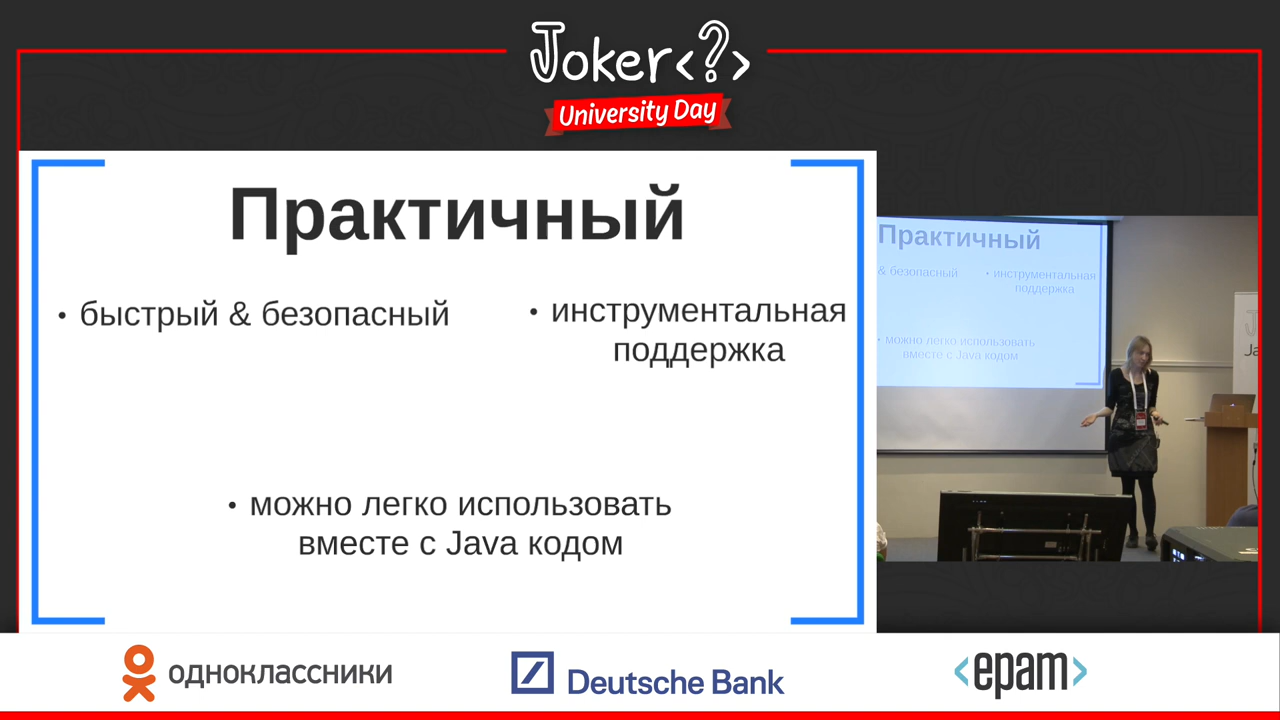 Joker<?>
University Day
Практичный
• быстрый & безопасный
• инструментальная
поддержка
• можно легко использовать
вместе с Java кодом
Практичный
& безопасный
• инструментальная
поддержка
• можно легко использовать
вместе с Java кодом
одноклассники
Deutsche Bank
<epam>